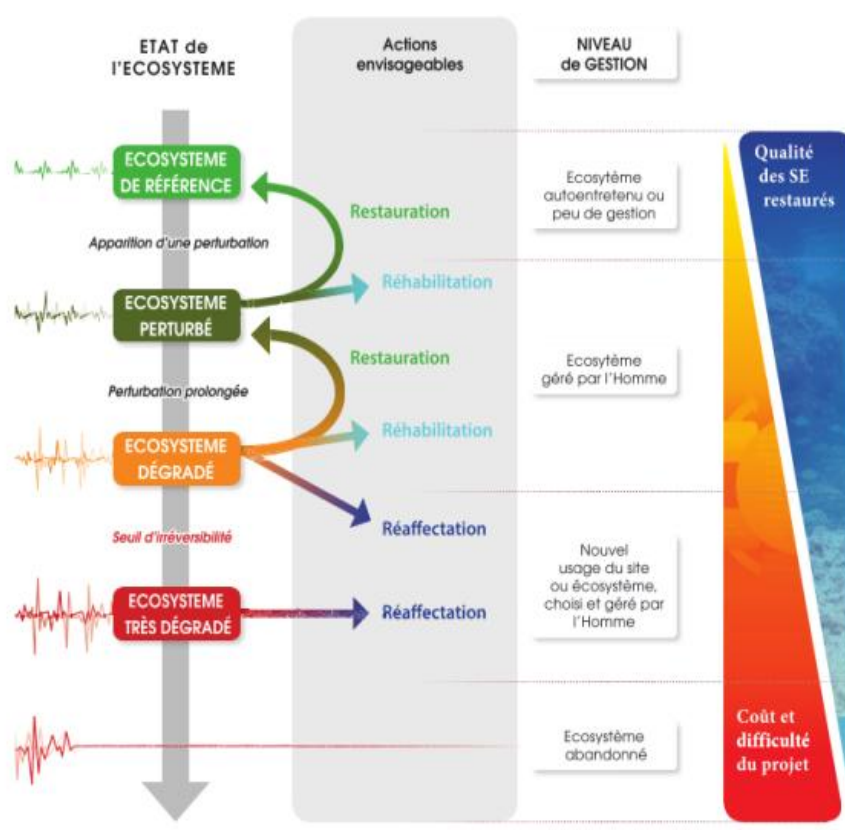 ETAT de
l'ECOSYSTEME
Actions
envisageables
NIVEAU
de GESTION
ECOSYSTEME
DE RÉFÉRENCE
Apparition d'une perturbation
ECOSYSTEME
PERTURBÉ
Perturbation prolongée
ECOSYSTEME
DÉGRADÉ
Seuil d'irréversibilité
ECOSYSTEME
TRÈS DÉGRADÉ
Restauration
Réhabilitation
Restauration
Réhabilitation
Réaffectation
Réaffectation
Ecosytème
autoentretenu ou
peu de gestion
Ecosytème
géré par l'Homme
Nouvel
usage du site
ou écosystème,
choisi et géré par
l'Homme
Ecosystème
abandonné
Qualité
des SE
restaurés
Coût et
difficulté
du projet